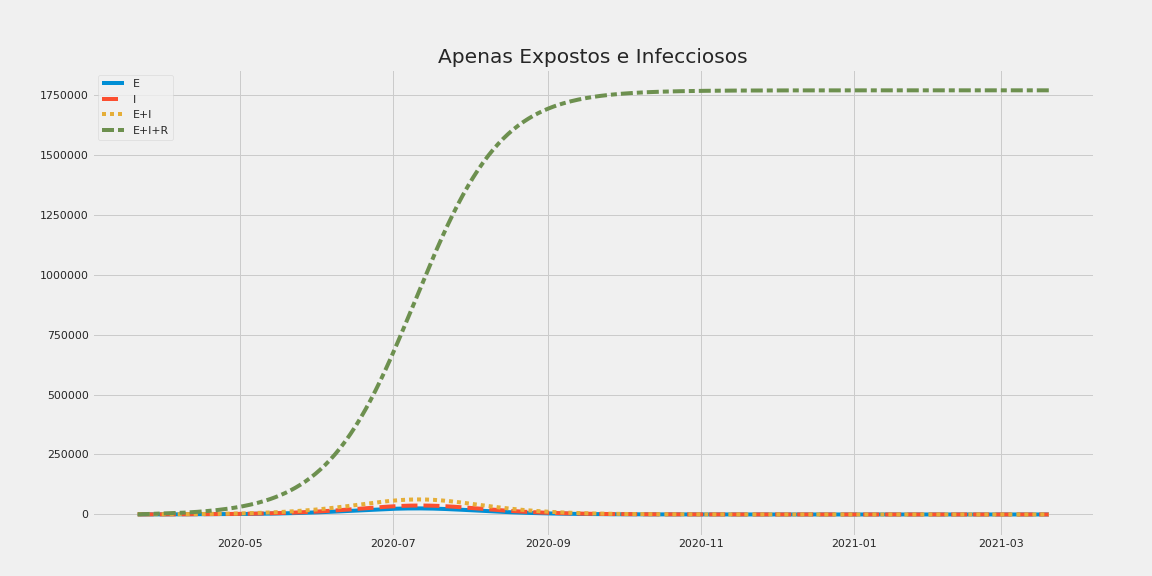 Apenas Expostos e Infecciosos
E
I
E+I
E+I+R
1750000
1500000
1250000
1000000
750000
500000
250000
0
2020-05 2020-07 2020-09 2020-11 2021-01 2021-03